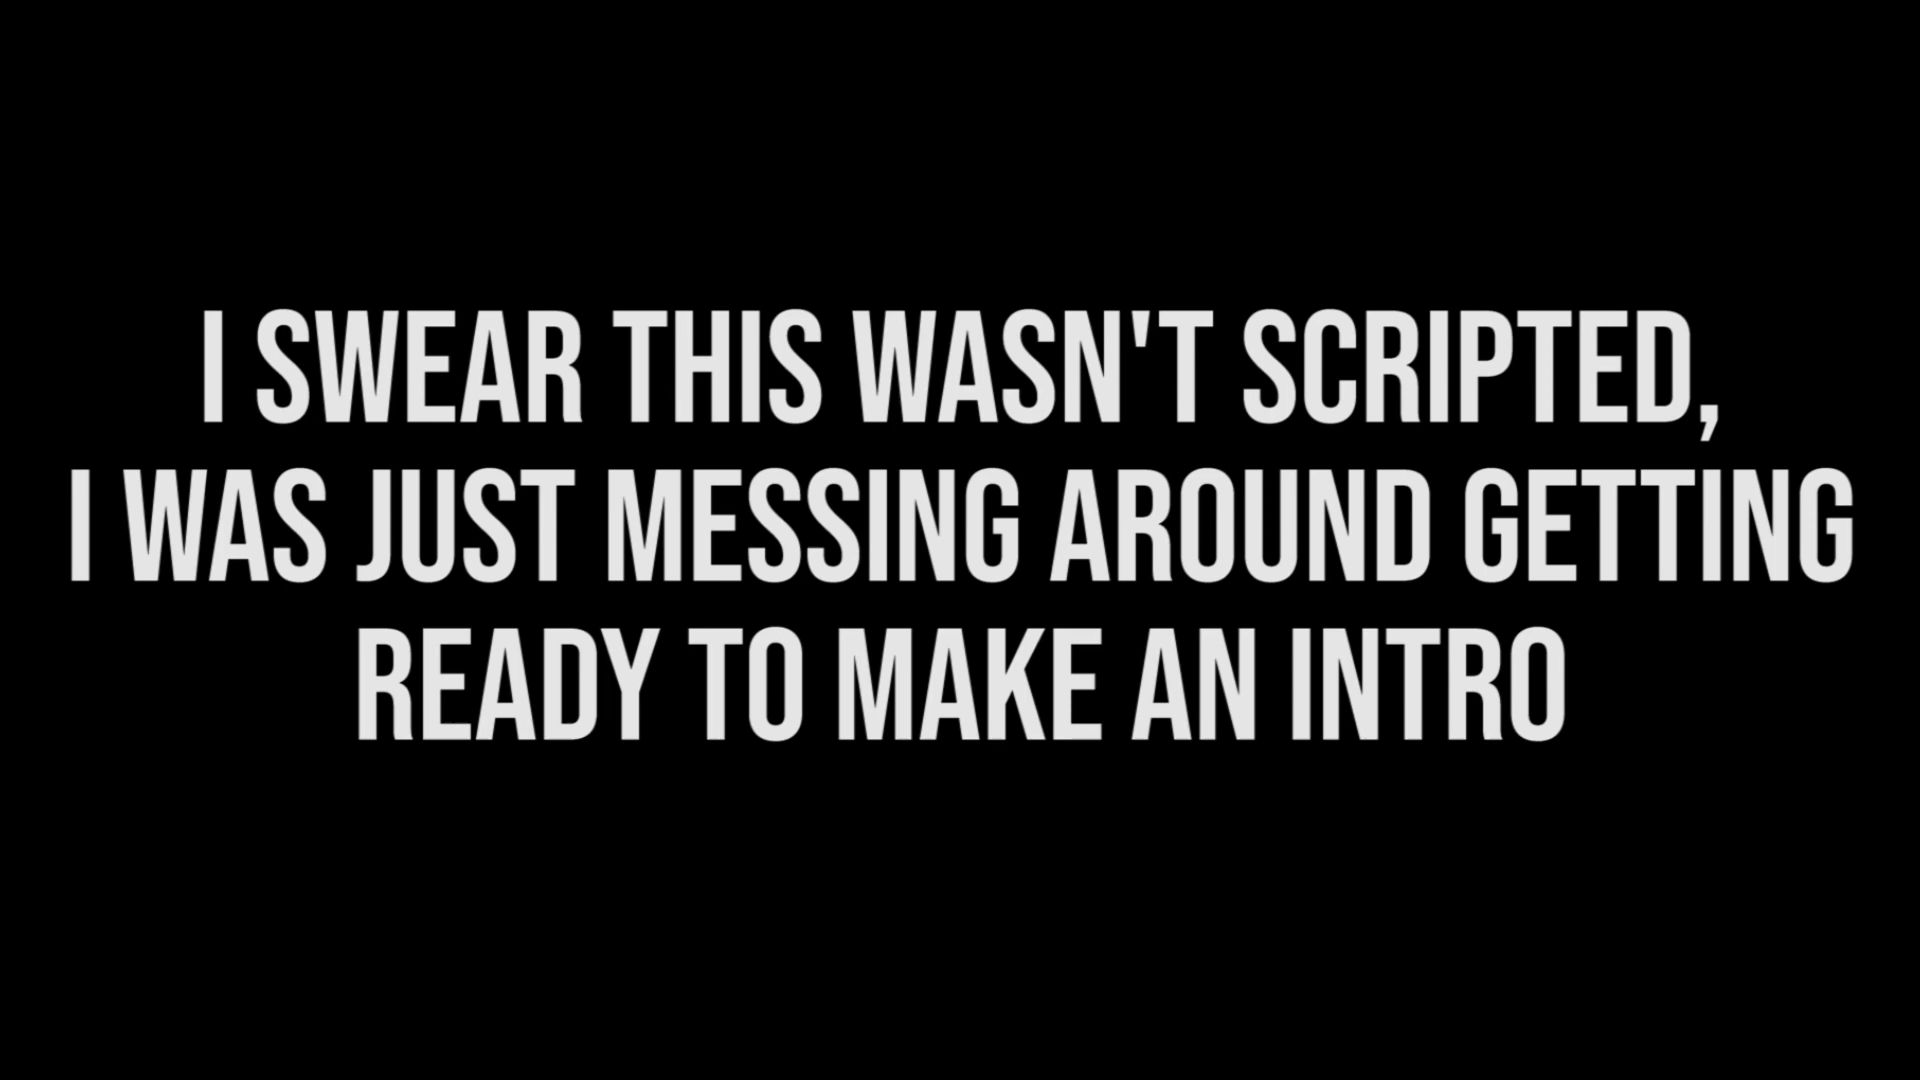 I SWEAR THIS WASN'T SCRIPTED,
I WAS JUST MESSING AROUND GETTING
READY TO MAKE AN INTRO